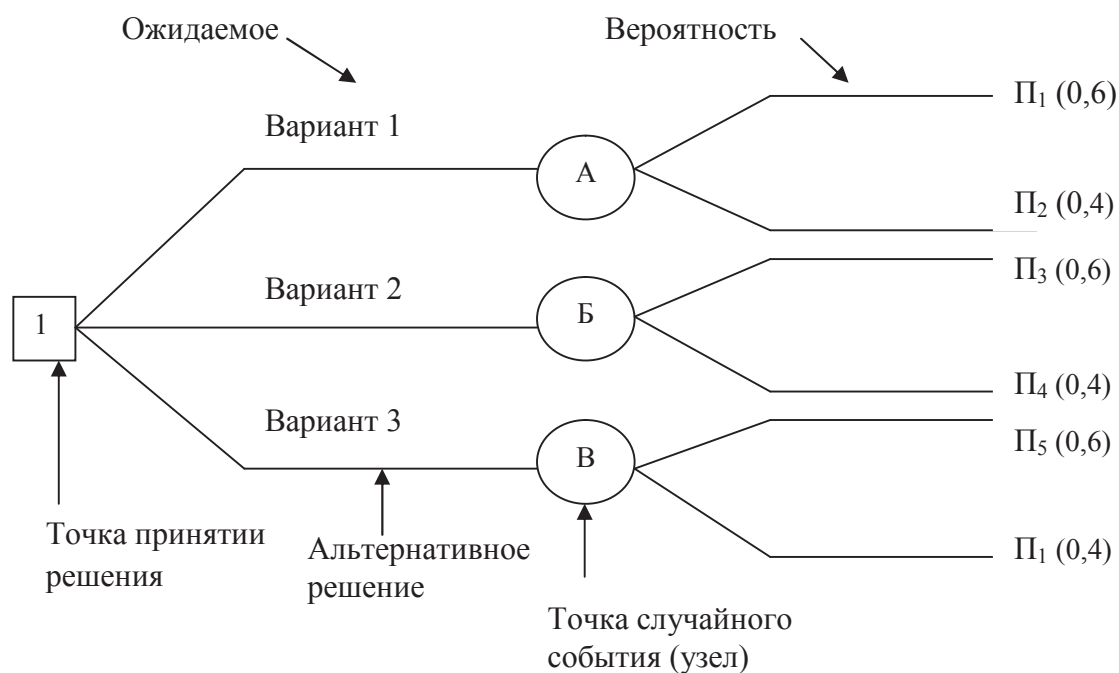 Ожидаемое
Вероятность
П₁ (0,6)
Вариант 1
А
П₂ (0,4)
П₃ (0,6)
Вариант 2
Б
1
П₄ (0,4)
Вариант 3
П₅ (0,6)
В
Точка принятии
решения
Альтернативное
решение
П₁ (0,4)
Точка случайного
события (узел)